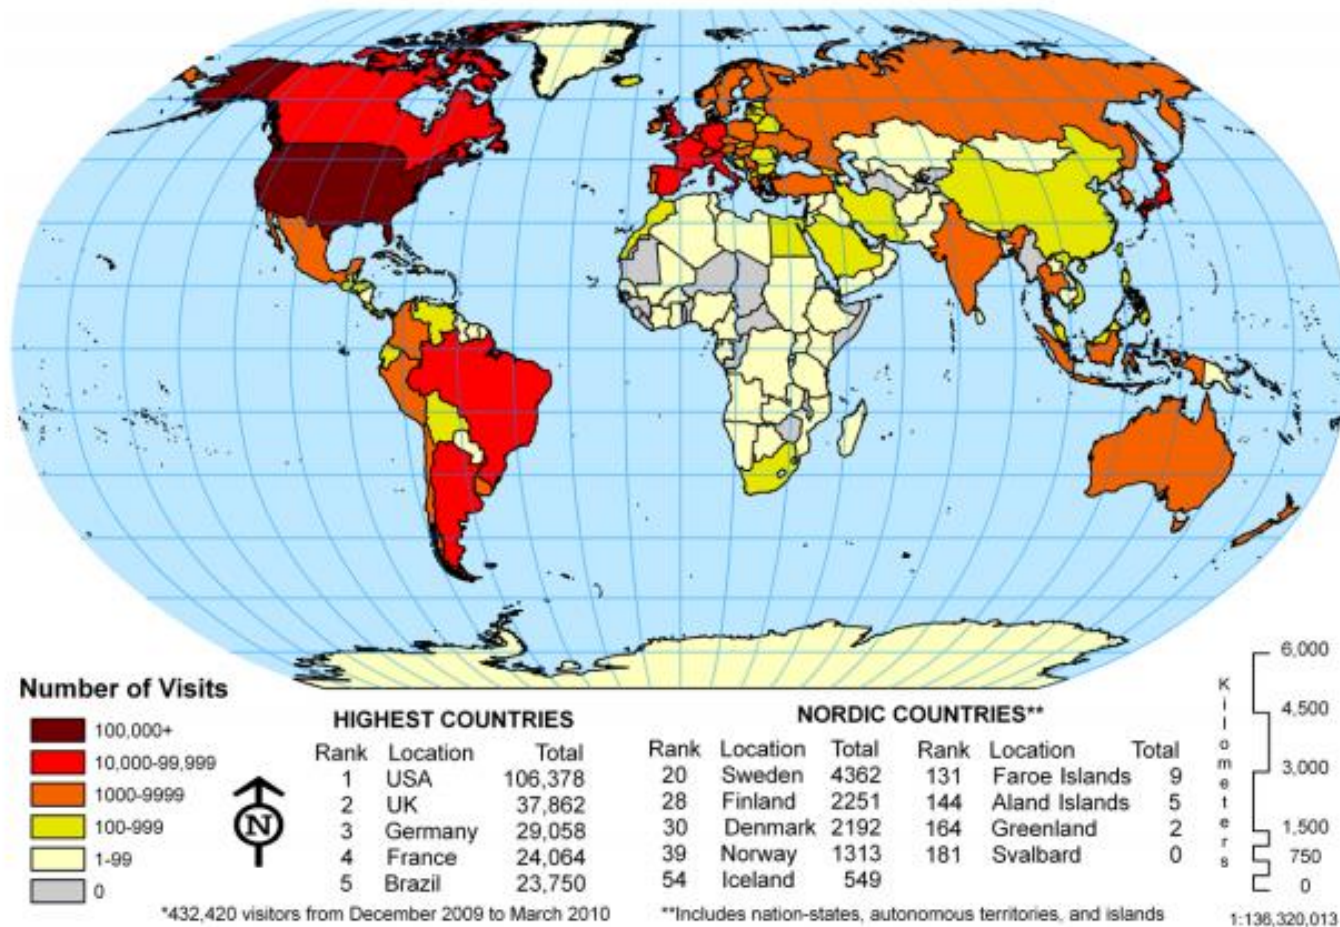 Number of Visits
100,000+
10,000-99,999
1000-9999
100-999
1-99
0
N
HIGHEST COUNTRIES
Rank Location Total
1 USA 106,378
2 UK 37,862
3 Germany 29,058
4 France 24,064
5 Brazil 23,750
*432,420 visitors from December 2009 to March 2010
NORDIC COUNTRIES**
Rank Location Total Rank Location Total
20 Sweden 4362 131 Faroe Islands 9
28 Finland 2251 144 Aland Islands 5
30 Denmark 2192 164 Greenland 2
39 Norway 1313 181 Svalbard 0
54 Iceland 549
**Includes nation-states, autonomous territories, and islands
Kilometers
6,000
4,500
3,000
1,500
750
0
1:136,320,013